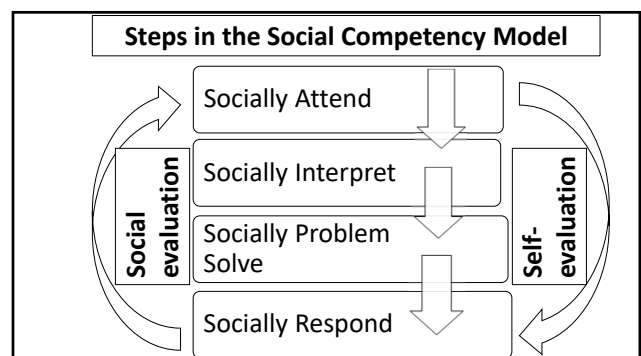 Steps in the Social Competency Model
Socially Attend
Socially Interpret
Socially Problem
Solve
Socially Respond
Social
evaluation
Self-
evaluation